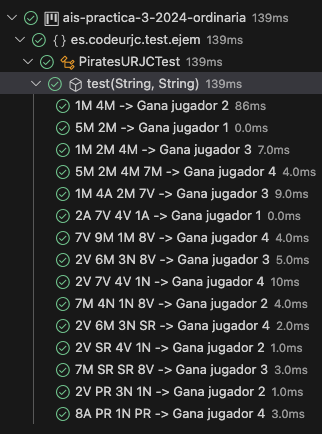 ais-practica-3-2024-ordinaria 139ms
{ } es.codeurjc.test.ejem 139ms
PiratesURJCTest 139ms
test(String, String) 139ms
1M 4M -> Gana jugador 2 86ms
5M 2M -> Gana jugador 1 0.0ms
1M 2M 4M -> Gana jugador 3 7.0ms
5M 2M 4M 7M -> Gana jugador 4 4.0ms
1M 4A 2M 7V -> Gana jugador 3 9.0ms
2A 7V 4V 1A -> Gana jugador 1 0.0ms
7V 9M 1M 8V -> Gana jugador 4 4.0ms
2V 6M 3N 8V -> Gana jugador 3 5.0ms
2V 7V 4V 1N -> Gana jugador 4 10ms
7M 4N 1N 8V -> Gana jugador 2 4.0ms
2V 6M 3N SR -> Gana jugador 4 2.0ms
2V SR 4V 1N -> Gana jugador 2 1.0ms
7M SR SR 8V -> Gana jugador 3 3.0ms
2V PR 3N 1N -> Gana jugador 2 1.0ms
8A PR 1N PR -> Gana jugador 4 3.0ms